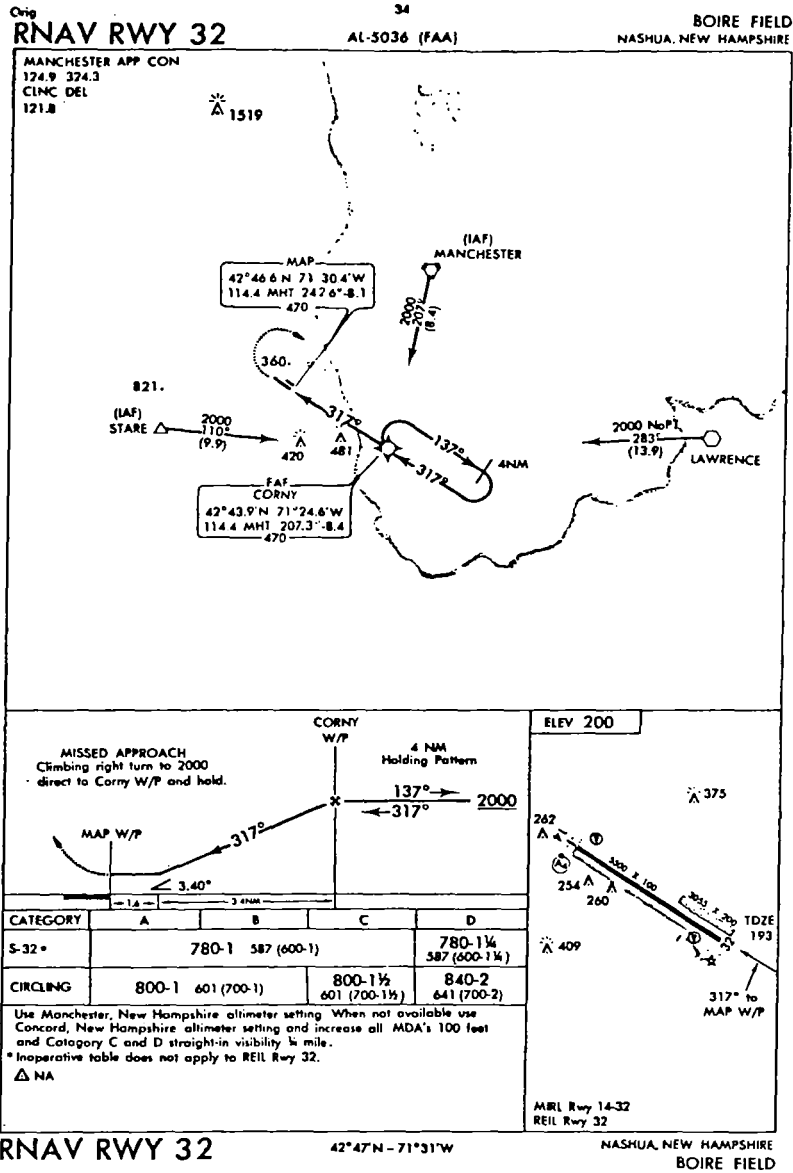 Orig
34
RNAV RWY 32
AL-5036 (FAA)
BOIRE FIELD
NASHUA, NEW HAMPSHIRE
MANCHESTER APP CON
124.9 324.3
CLNC DEL
121.8
1519
(IAF)
MANCHESTER
MAP
42°46.6 N 71 30.4'W
114.4 MHT 242.6°-8.1
470
2000
207°
(8.4)
360
821
(IAF)
STARE
2000
110°
(9.9)
317°
420
481
137°
317°
4NM
2000 NoPT
283°
(13.9)
LAWRENCE
FAF
CORNY
42°43.9'N 71°24.6'W
114.4 MHT 207.3°-8.4
470
CORNY
W/P
MISSED APPROACH
Climbing right turn to 2000
direct to Corny W/P and hold.
4 NM
Holding Pattern
137°
317°
2000
317°
MAP W/P
3.40°
1.6
3.4NM
ELEV 200
375
262
5500 X 100
254
260
3055 X 200
TDZE
193
32
409
317° to
MAP W/P
MIRL Rwy 14-32
REIL Rwy 32
CATEGORY A B C D
S-32* 780-1 587 (600-1) 780-1¼ 587 (600-1¼)
CIRCLING 800-1 601 (700-1) 800-1½ 601 (700-1½) 840-2 641 (700-2)
Use Manchester, New Hampshire altimeter setting When not available use
Concord, New Hampshire altimeter setting and increase all MDA's 100 feet
and Catagory C and D straight-in visibility ¼ mile.
* Inoperative table does not apply to REIL Rwy 32.
NA
RNAV RWY 32
42°47'N - 71°31'W
NASHUA, NEW HAMPSHIRE
BOIRE FIELD